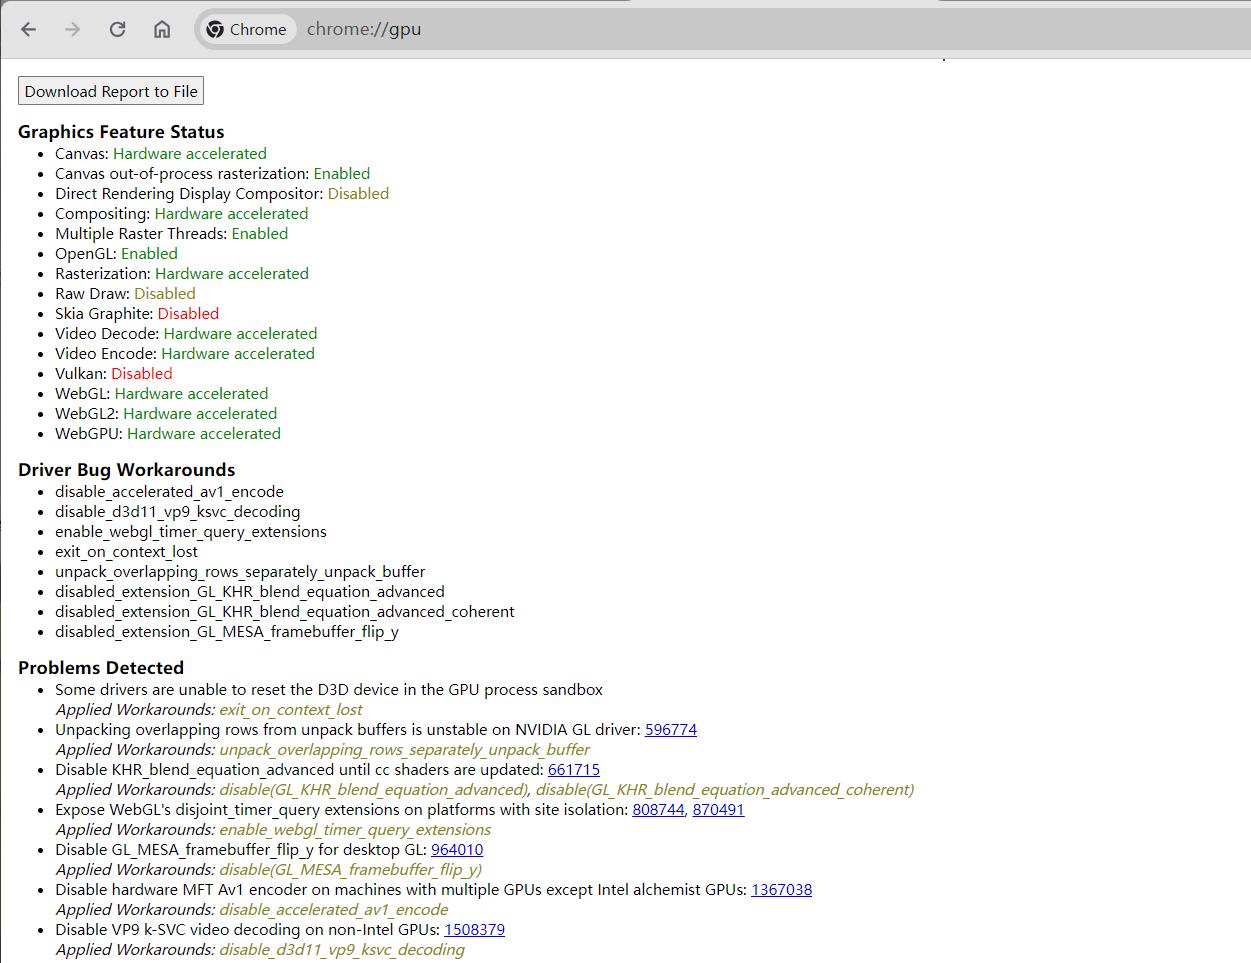 Chrome chrome://gpu
Download Report to File
Graphics Feature Status
Canvas: Hardware accelerated
Canvas out-of-process rasterization: Enabled
Direct Rendering Display Compositor: Disabled
Compositing: Hardware accelerated
Multiple Raster Threads: Enabled
OpenGL: Enabled
Rasterization: Hardware accelerated
Raw Draw: Disabled
Skia Graphite: Disabled
Video Decode: Hardware accelerated
Video Encode: Hardware accelerated
Vulkan: Disabled
WebGL: Hardware accelerated
WebGL2: Hardware accelerated
WebGPU: Hardware accelerated
Driver Bug Workarounds
disable_accelerated_av1_encode
disable_d3d11_vp9_ksvc_decoding
enable_webgl_timer_query_extensions
exit_on_context_lost
unpack_overlapping_rows_separately_unpack_buffer
disabled_extension_GL_KHR_blend_equation_advanced
disabled_extension_GL_KHR_blend_equation_advanced_coherent
disabled_extension_GL_MESA_framebuffer_flip_y
Problems Detected
Some drivers are unable to reset the D3D device in the GPU process sandbox
Applied Workarounds: exit_on_context_lost
Unpacking overlapping rows from unpack buffers is unstable on NVIDIA GL driver: 596774
Applied Workarounds: unpack_overlapping_rows_separately_unpack_buffer
Disable KHR_blend_equation_advanced until cc shaders are updated: 661715
Applied Workarounds: disable(GL_KHR_blend_equation_advanced), disable(GL_KHR_blend_equation_advanced_coherent)
Expose WebGL's disjoint_timer_query extensions on platforms with site isolation: 808744, 870491
Applied Workarounds: enable_webgl_timer_query_extensions
Disable GL_MESA_framebuffer_flip_y for desktop GL: 964010
Applied Workarounds: disable(GL_MESA_framebuffer_flip_y)
Disable hardware MFT Av1 encoder on machines with multiple GPUs except Intel alchemist GPUs: 1367038
Applied Workarounds: disable_accelerated_av1_encode
Disable VP9 k-SVC video decoding on non-Intel GPUs: 1508379
Applied Workarounds: disable_d3d11_vp9_ksvc_decoding